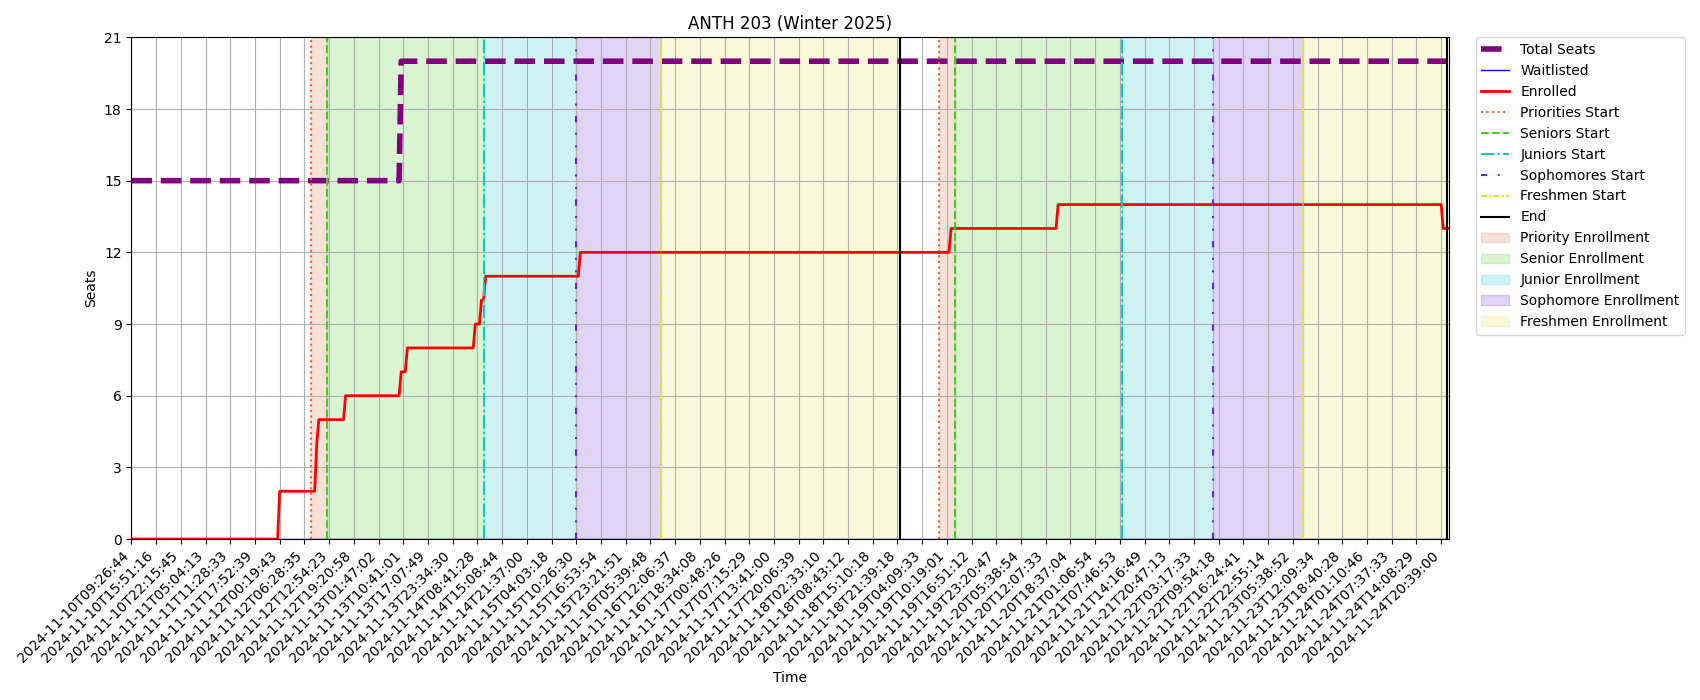 ANTH 203 (Winter 2025)
Seats
21
18
15
12
9
6
3
0
2024-11-10T09:26:44
2024-11-10T15:51:16
2024-11-10T22:15:45
2024-11-11T05:04:13
2024-11-11T11:28:33
2024-11-11T17:52:39
2024-11-12T00:19:43
2024-11-12T06:28:35
2024-11-12T12:54:23
2024-11-12T19:20:58
2024-11-13T01:47:02
2024-11-13T10:41:01
2024-11-13T17:07:49
2024-11-13T23:34:30
2024-11-14T08:41:28
2024-11-14T15:08:44
2024-11-14T21:37:00
2024-11-15T04:03:18
2024-11-15T10:26:30
2024-11-15T16:53:54
2024-11-15T23:21:51
2024-11-16T05:39:48
2024-11-16T12:06:37
2024-11-16T18:34:08
2024-11-17T00:48:26
2024-11-17T07:15:29
2024-11-17T13:41:00
2024-11-17T20:06:39
2024-11-18T02:33:10
2024-11-18T08:43:12
2024-11-18T15:10:18
2024-11-18T21:39:18
2024-11-19T04:09:33
2024-11-19T10:19:01
2024-11-19T16:51:12
2024-11-19T23:20:47
2024-11-20T05:38:54
2024-11-20T12:07:33
2024-11-20T18:37:04
2024-11-21T01:06:54
2024-11-21T07:46:53
2024-11-21T14:16:49
2024-11-21T20:47:13
2024-11-22T03:17:33
2024-11-22T09:54:18
2024-11-22T16:24:41
2024-11-22T22:55:14
2024-11-23T05:38:52
2024-11-23T12:09:34
2024-11-23T18:40:28
2024-11-24T01:10:46
2024-11-24T07:37:33
2024-11-24T14:08:29
2024-11-24T20:39:00
Time
Total Seats
Waitlisted
Enrolled
Priorities Start
Seniors Start
Juniors Start
Sophomores Start
Freshmen Start
End
Priority Enrollment
Senior Enrollment
Junior Enrollment
Sophomore Enrollment
Freshmen Enrollment